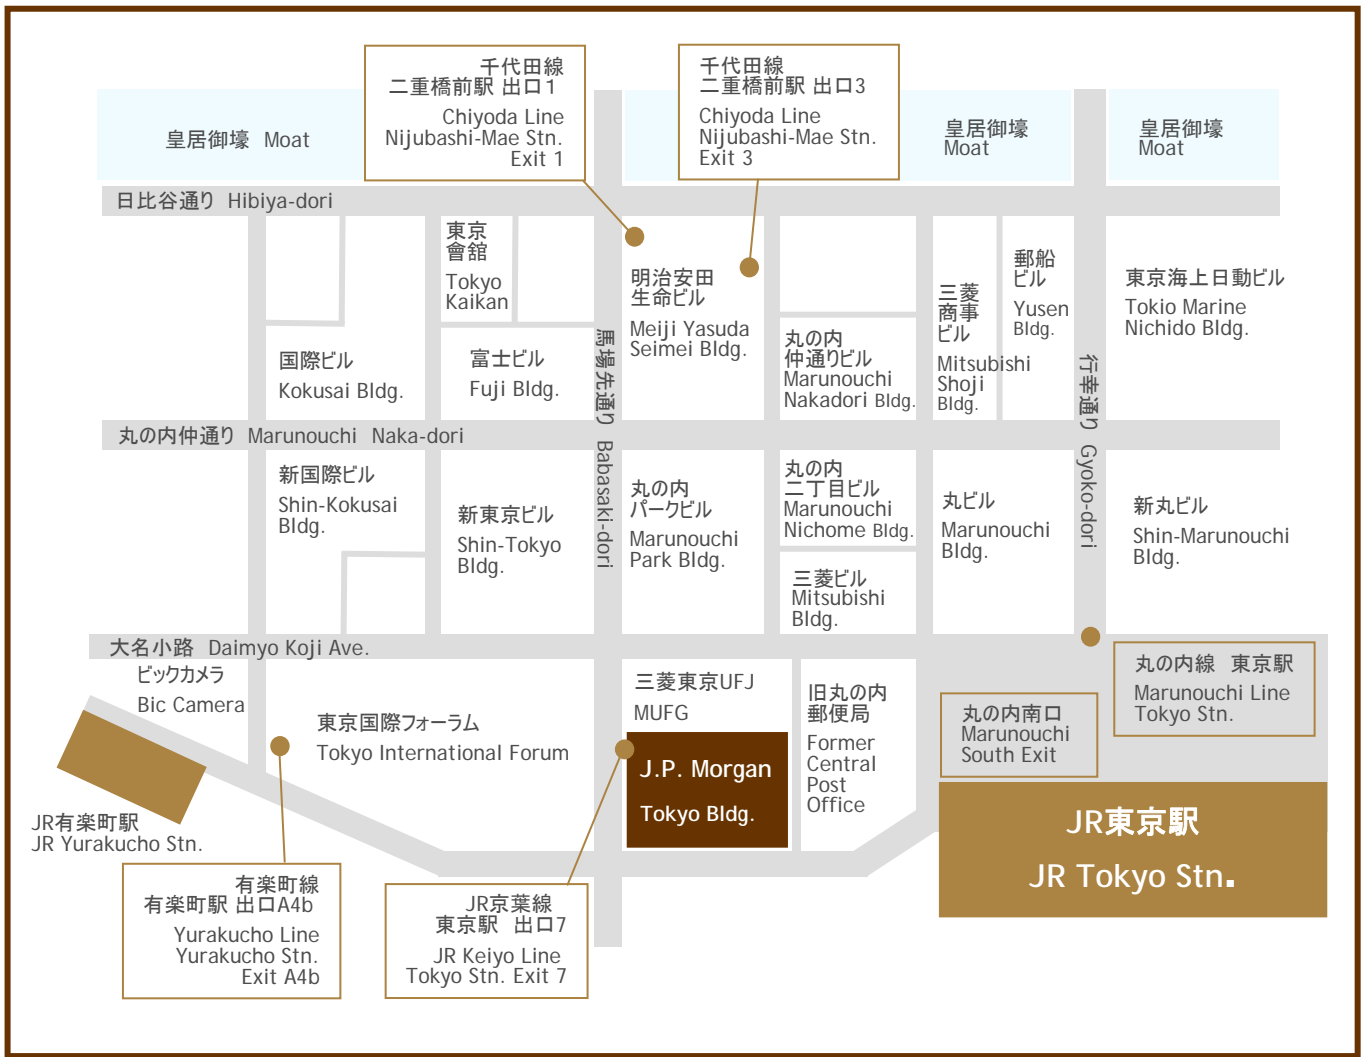 千代田線
二重橋前駅 出口1
Chiyoda Line
Nijubashi-Mae Stn.
Exit 1
千代田線
二重橋前駅 出口3
Chiyoda Line
Nijubashi-Mae Stn.
Exit 3
皇居御壕 Moat
皇居御壕
Moat
皇居御壕
Moat
日比谷通り Hibiya-dori
東京
會舘
Tokyo
Kaikan
明治安田
生命ビル
Meiji Yasuda
Seimei Bldg.
三菱
商事
ビル
Mitsubishi
Shoji
Bldg.
郵船
ビル
Yusen
Bldg.
東京海上日動ビル
Tokio Marine
Nichido Bldg.
国際ビル
Kokusai Bldg.
富士ビル
Fuji Bldg.
馬場先通り Babasaki-dori
丸の内
仲通りビル
Marunouchi
Nakadori Bldg.
行幸通り Gyoko-dori
丸の内仲通り Marunouchi Naka-dori
新国際ビル
Shin-Kokusai
Bldg.
新東京ビル
Shin-Tokyo
Bldg.
丸の内
パークビル
Marunouchi
Park Bldg.
丸の内
二丁目ビル
Marunouchi
Nichome Bldg.
三菱ビル
Mitsubishi
Bldg.
丸ビル
Marunouchi
Bldg.
新丸ビル
Shin-Marunouchi
Bldg.
大名小路 Daimyo Koji Ave.
ビックカメラ
Bic Camera
東京国際フォーラム
Tokyo International Forum
三菱東京UFJ
MUFG
J.P. Morgan
Tokyo Bldg.
旧丸の内
郵便局
Former
Central
Post
Office
丸の内南口
Marunouchi
South Exit
丸の内線 東京駅
Marunouchi Line
Tokyo Stn.
JR東京駅
JR Tokyo Stn.
JR有楽町駅
JR Yurakucho Stn.
有楽町線
有楽町駅 出口A4b
Yurakucho Line
Yurakucho Stn.
Exit A4b
JR京葉線
東京駅 出口7
JR Keiyo Line
Tokyo Stn. Exit 7